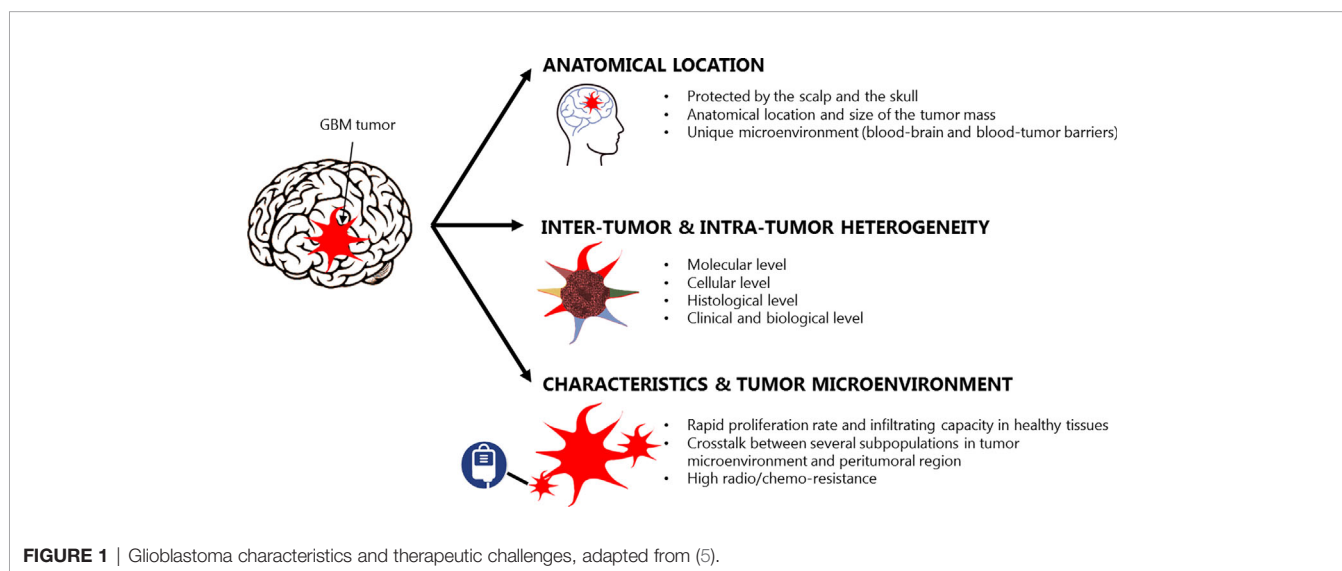 ANATOMICAL LOCATION
• Protected by the scalp and the skull
• Anatomical location and size of the tumor mass
• Unique microenvironment (blood-brain and blood-tumor barriers)
GBM tumor
INTER-TUMOR & INTRA-TUMOR HETEROGENEITY
• Molecular level
• Cellular level
• Histological level
• Clinical and biological level
CHARACTERISTICS & TUMOR MICROENVIRONMENT
• Rapid proliferation rate and infiltrating capacity in healthy tissues
• Crosstalk between several subpopulations in tumor
microenvironment and peritumoral region
• High radio/chemo-resistance
FIGURE 1 | Glioblastoma characteristics and therapeutic challenges, adapted from (5).